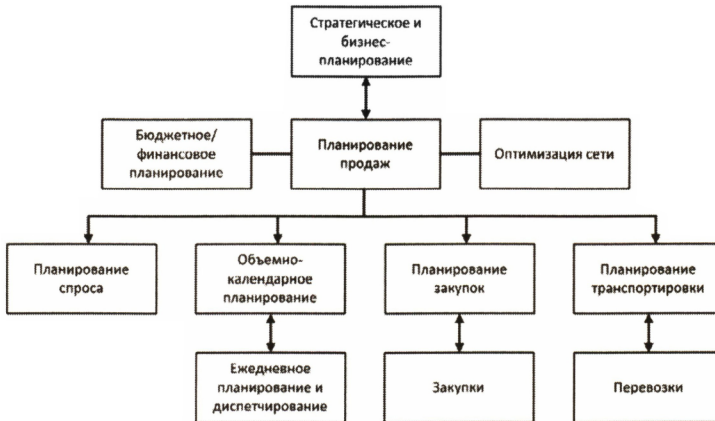 Стратегическое и
бизнес-
планирование
Бюджетное/
финансовое
планирование
Планирование
продаж
Оптимизация сети
Планирование
спроса
Объемно-
календарное
планирование
Планирование
закупок
Планирование
транспортировки
Ежедневное
планирование и
диспетчирование
Закупки
Перевозки